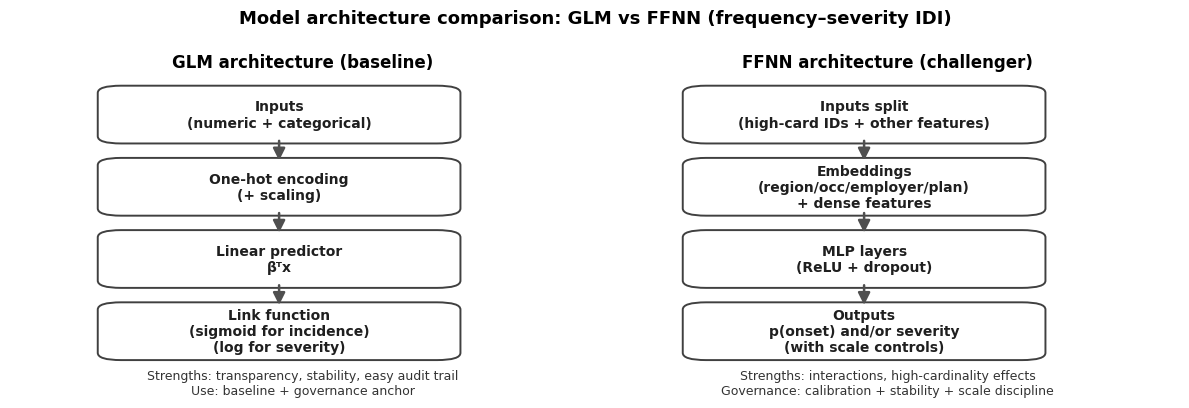 Model architecture comparison: GLM vs FFNN (frequency–severity IDI)
GLM architecture (baseline)
Inputs
(numeric + categorical)
One-hot encoding
(+ scaling)
Linear predictor
βᵀx
Link function
(sigmoid for incidence)
(log for severity)
Strengths: transparency, stability, easy audit trail
Use: baseline + governance anchor
FFNN architecture (challenger)
Inputs split
(high-card IDs + other features)
Embeddings
(region/occ/employer/plan)
+ dense features
MLP layers
(ReLU + dropout)
Outputs
p(onset) and/or severity
(with scale controls)
Strengths: interactions, high-cardinality effects
Governance: calibration + stability + scale discipline